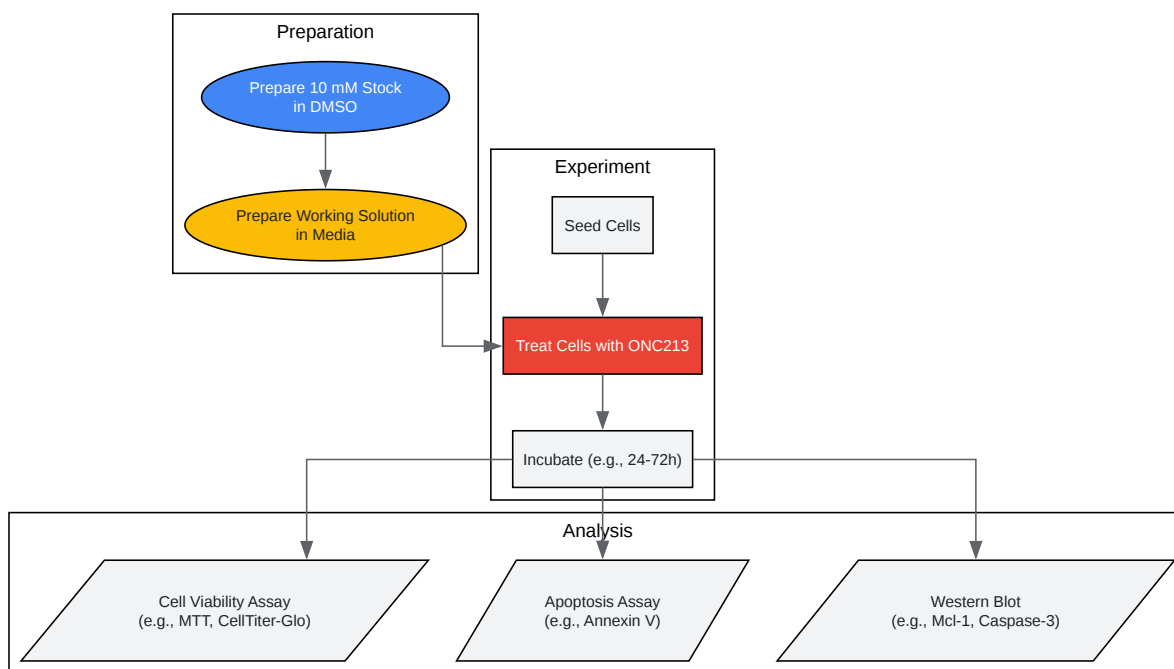 Preparation
Prepare 10 mM Stock
in DMSO
Prepare Working Solution
in Media
Experiment
Seed Cells
Treat Cells with ONC213
Incubate (e.g., 24-72h)
Analysis
Cell Viability Assay
(e.g., MTT, CellTiter-Glo)
Apoptosis Assay
(e.g., Annexin V)
Western Blot
(e.g., Mcl-1, Caspase-3)